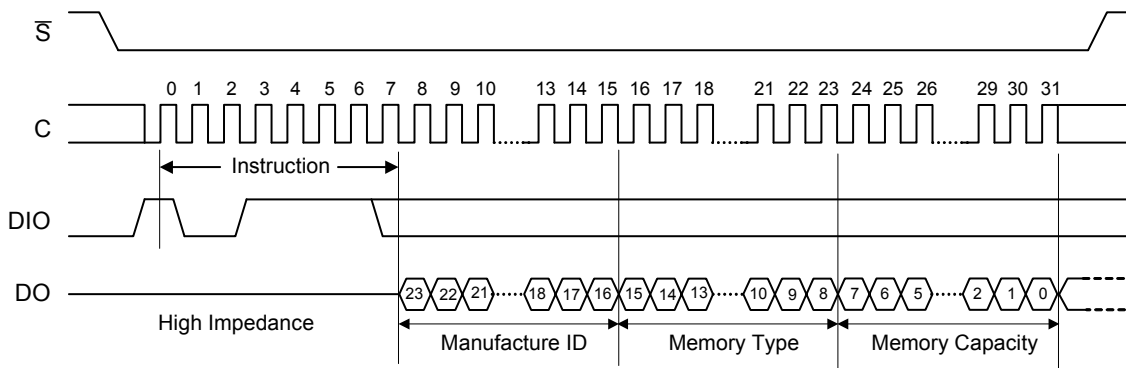 S
0 1 2 3 4 5 6 7 8 9 10 13 14 15 16 17 18 21 22 23 24 25 26 29 30 31
C
Instruction
DIO
DO
23 22 21 18 17 16 15 14 13 10 9 8 7 6 5 2 1 0
High Impedance
Manufacture ID Memory Type Memory Capacity